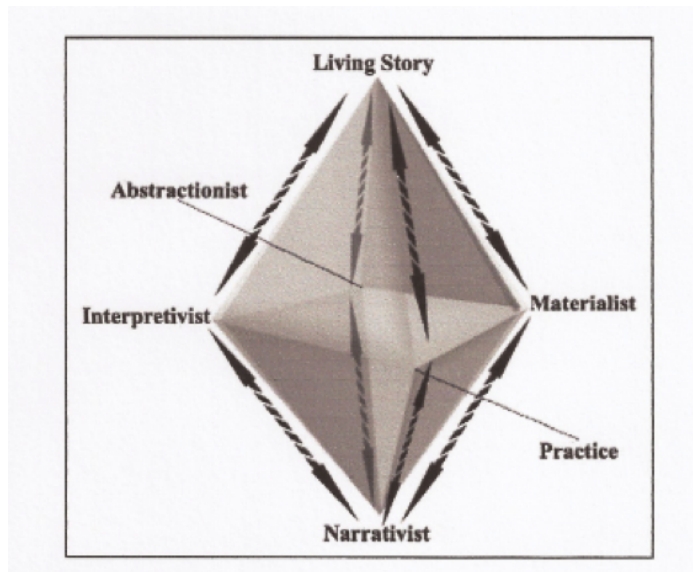 Living Story
Abstractionist
Interpretivist
Materialist
Practice
Narrativist